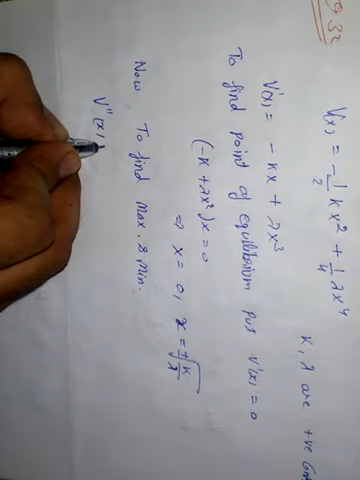 Q 32
V(x) = -1/2 kx² + 1/4 λx⁴
K, λ are +ve
V'(x) = -Kx + λx³
To find point of equilibrium put V'(x) = 0
(-K + λx²)x = 0
⇒ x = 0, x = ±√(K/λ)
Now To find Max. & Min.
V''(x)